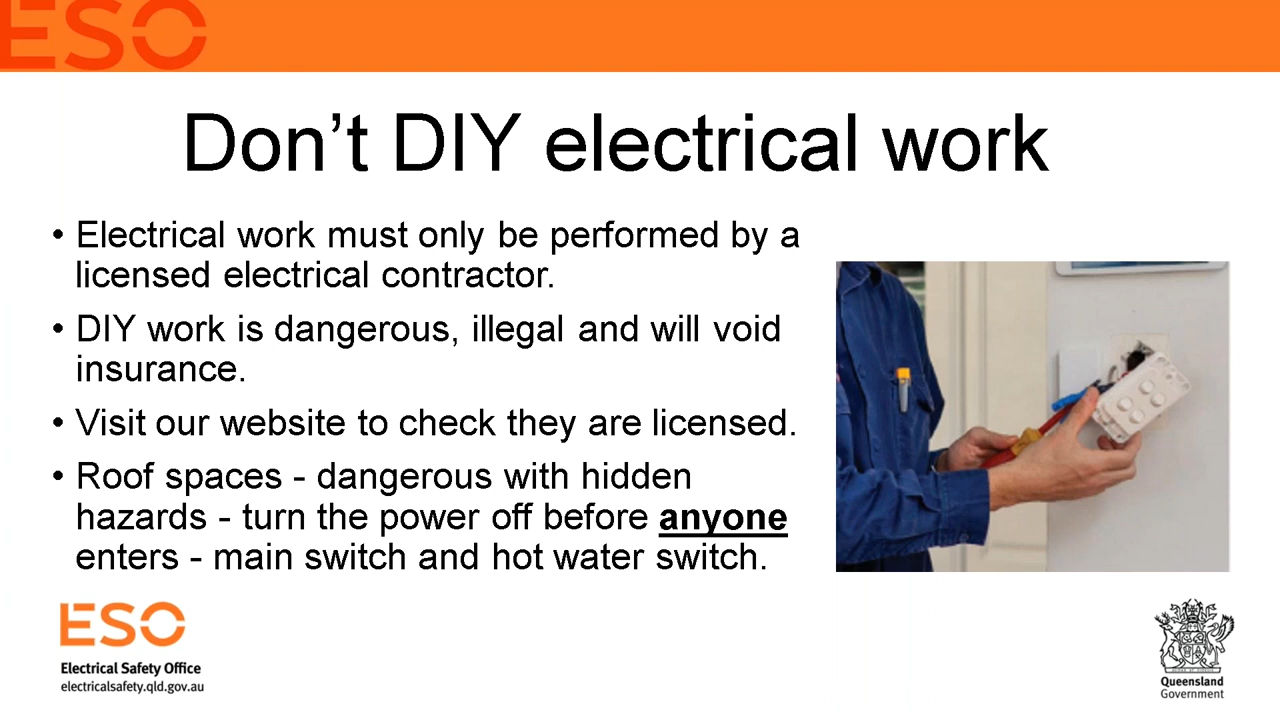 ESO
Don't DIY electrical work
• Electrical work must only be performed by a
licensed electrical contractor.
• DIY work is dangerous, illegal and will void
insurance.
• Visit our website to check they are licensed.
• Roof spaces - dangerous with hidden
hazards - turn the power off before anyone
enters - main switch and hot water switch.
ESO
Electrical Safety Office
electricalsafety.qld.gov.au
Queensland
Government